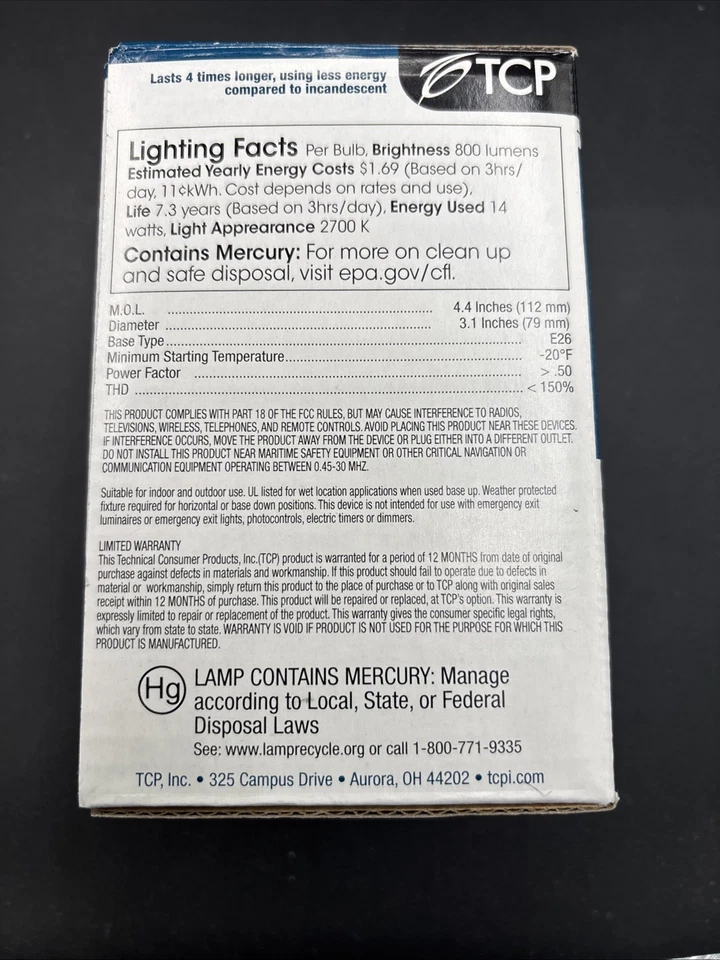 Lasts 4 times longer, using less energy
compared to incandescent
TCP
Lighting Facts Per Bulb, Brightness 800 lumens
Estimated Yearly Energy Costs $1.69 (Based on 3hrs/
day, 11¢kWh. Cost depends on rates and use),
Life 7.3 years (Based on 3hrs/day), Energy Used 14
watts, Light Apprearance 2700 K
Contains Mercury: For more on clean up
and safe disposal, visit epa.gov/cfl.
M.O.L. 4.4 Inches (112 mm)
Diameter 3.1 Inches (79 mm)
Base Type E26
Minimum Starting Temperature -20°F
Power Factor > .50
THD < 150%
THIS PRODUCT COMPLIES WITH PART 18 OF THE FCC RULES, BUT MAY CAUSE INTERFERENCE TO RADIOS,
TELEVISIONS, WIRELESS, TELEPHONES, AND REMOTE CONTROLS. AVOID PLACING THIS PRODUCT NEAR THESE DEVICES.
IF INTERFERENCE OCCURS, MOVE THE PRODUCT AWAY FROM THE DEVICE OR PLUG EITHER INTO A DIFFERENT OUTLET.
DO NOT INSTALL THIS PRODUCT NEAR MARITIME SAFETY EQUIPMENT OR OTHER CRITICAL NAVIGATION OR
COMMUNICATION EQUIPMENT OPERATING BETWEEN 0.45-30 MHZ.
Suitable for indoor and outdoor use. UL listed for wet location applications when used base up. Weather protected
fixture required for horizontal or base down positions. This device is not intended for use with emergency exit
luminaires or emergency exit lights, photocontrols, electric timers or dimmers.
LIMITED WARRANTY
This Technical Consumer Products, Inc.(TCP) product is warranted for a period of 12 MONTHS from date of original
purchase against defects in materials and workmanship. If this product should fail to operate due to defects in
material or workmanship, simply return this product to the place of purchase or to TCP along with original sales
receipt within 12 MONTHS of purchase. This product will be repaired or replaced, at TCP's option. This warranty is
expressly limited to repair or replacement of the product. This warranty gives the consumer specific legal rights,
which vary from state to state. WARRANTY IS VOID IF PRODUCT IS NOT USED FOR THE PURPOSE FOR WHICH THIS
PRODUCT IS MANUFACTURED.
Hg
LAMP CONTAINS MERCURY: Manage
according to Local, State, or Federal
Disposal Laws
See: www.lamprecycle.org or call 1-800-771-9335
TCP, Inc. • 325 Campus Drive • Aurora, OH 44202 • tcpi.com